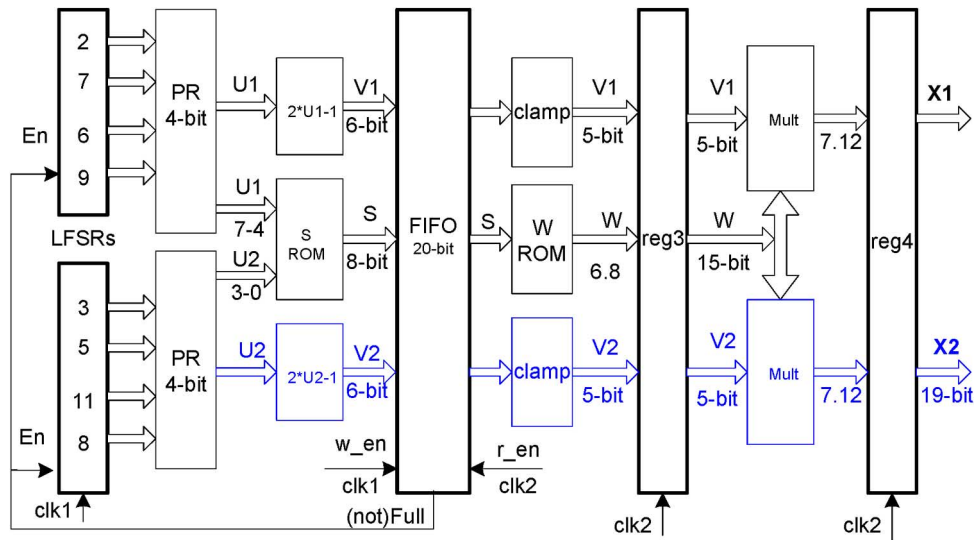 2
7
6
9
En
LFSRs
PR
4-bit
U1
2*U1-1
V1
6-bit
U1
7-4
U2
3-0
S
ROM
S
8-bit
FIFO
20-bit
clamp
V1
5-bit
S
W
ROM
W
6.8
reg3
V1
5-bit
W
15-bit
Mult
7.12
reg4
X1
3
5
11
8
En
clk1
PR
4-bit
U2
2*U2-1
V2
6-bit
clamp
V2
5-bit
V2
5-bit
Mult
7.12
X2
19-bit
w_en
clk1
r_en
clk2
(not)Full
clk2
clk2